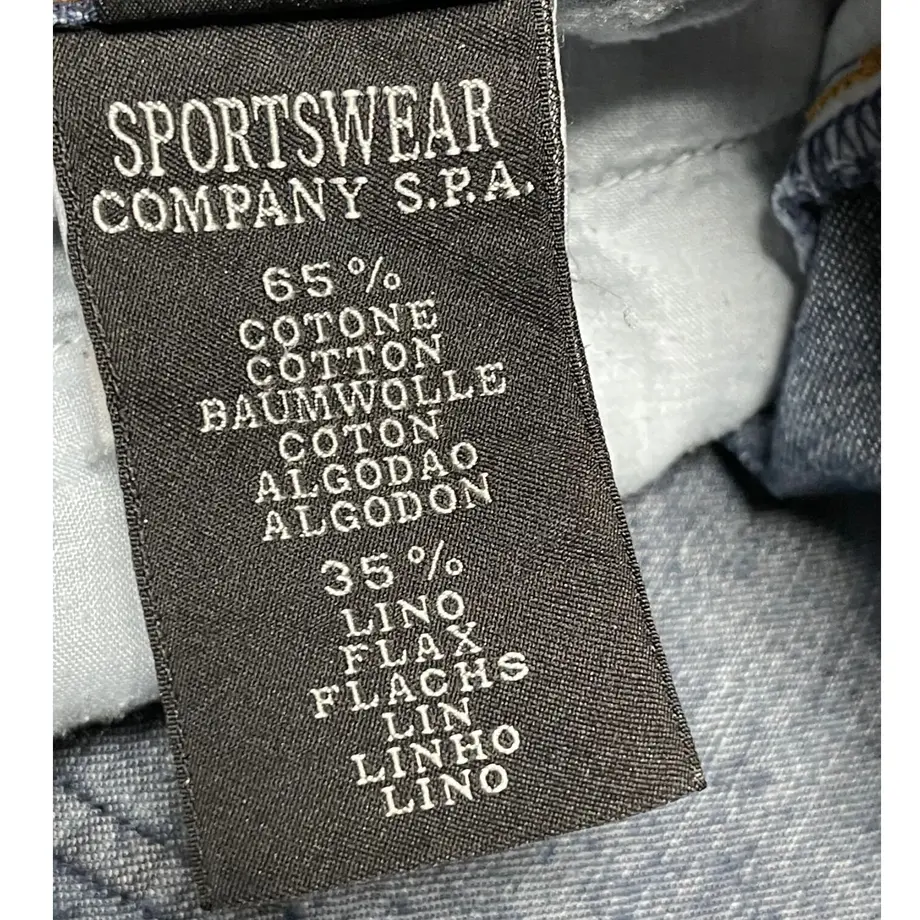 SPORTSWEAR
COMPANY S.P.A.
65%
COTONE
COTTON
BAUMWOLLE
COTON
ALGODAO
ALGODON
35%
LINO
FLAX
FLACHS
LIN
LINHO
LINO